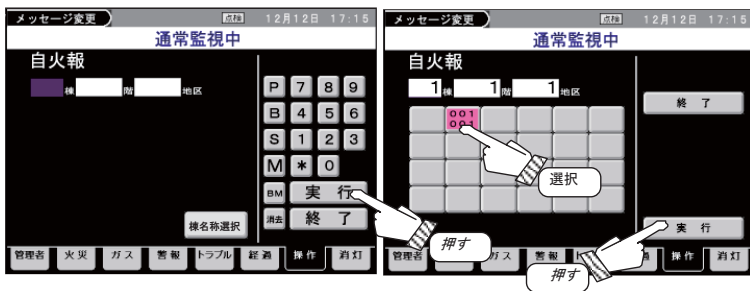 メッセージ変更 点検 12月12日 17:15
通常監視中
自火報
棟 階 地区
P 7 8 9
B 4 5 6
S 1 2 3
M * 0
BM 実 行
棟名称選択 消去 終 了
押す
管理者 火災 ガス 警報 トラブル 経過 操作 消灯
メッセージ変更 点検 12月12日 17:15
通常監視中
自火報
1棟 1階 1地区
001
001
選択
終 了
実 行
押す
管理者 ガス 警報 操作 消灯